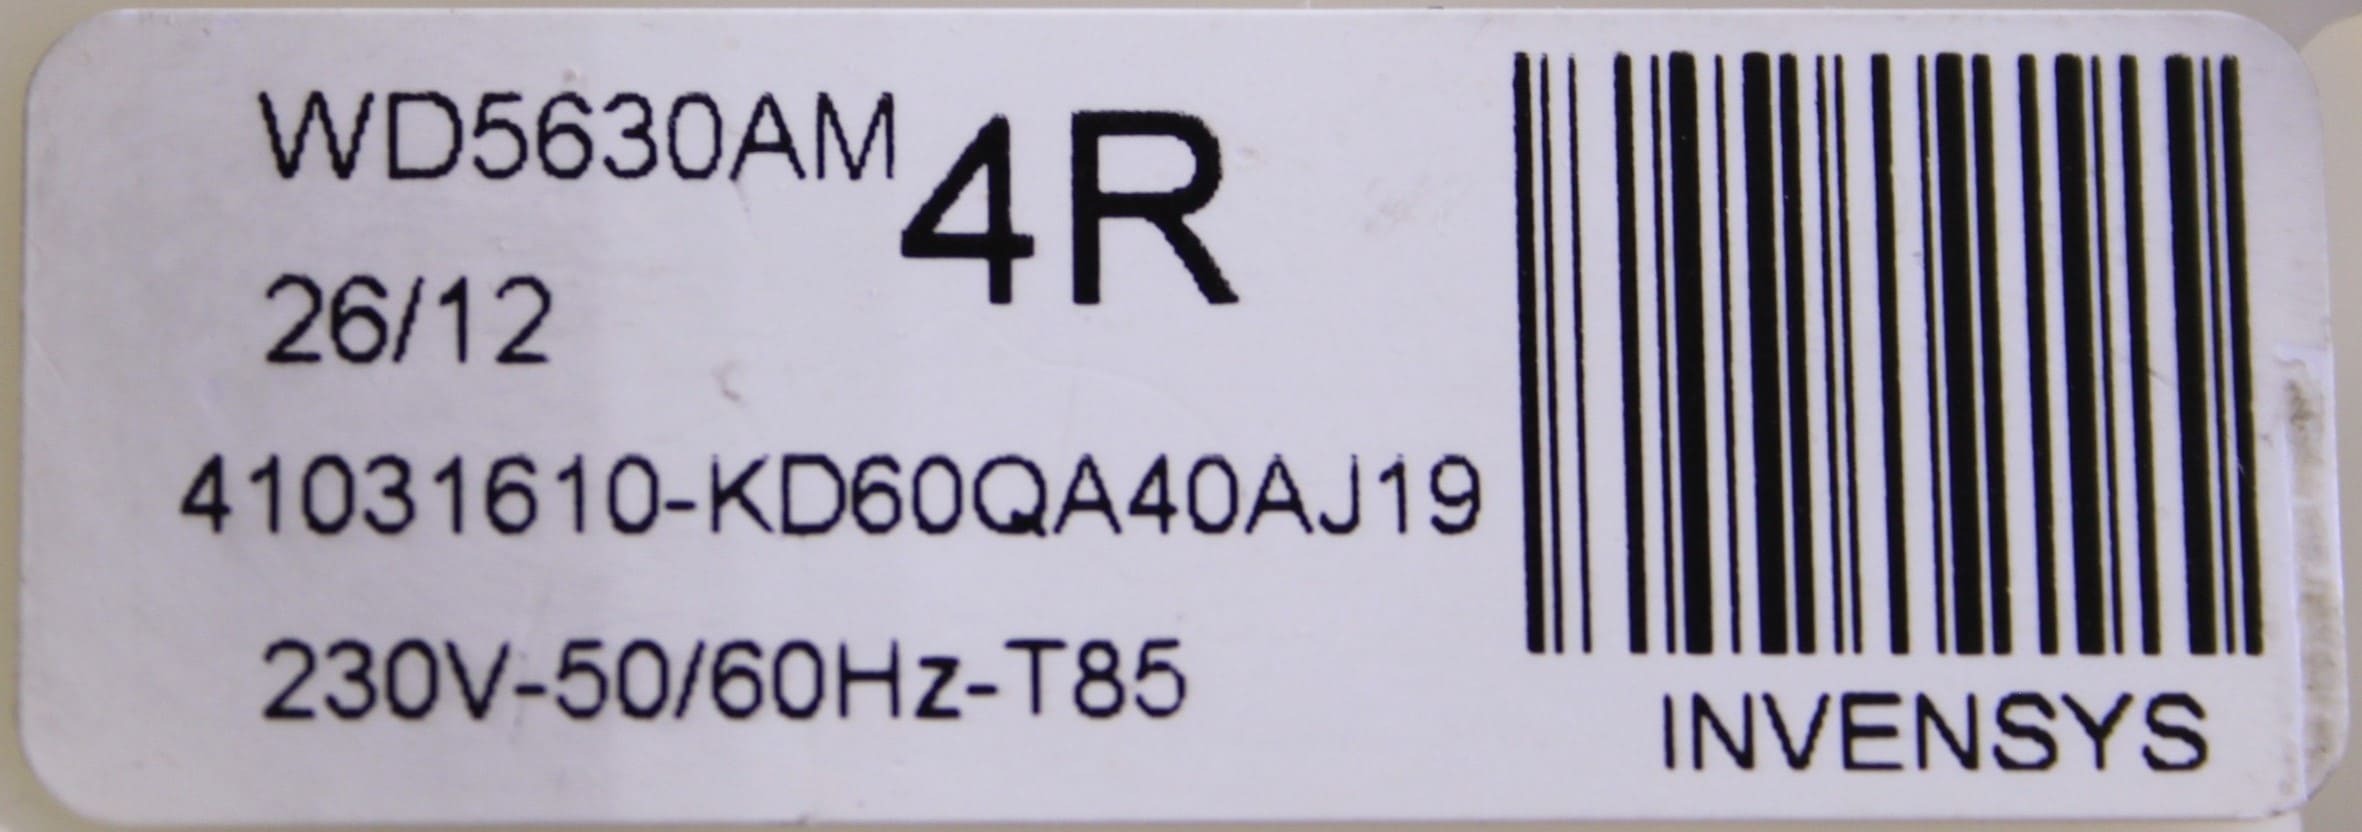 WD5630AM 4R
26/12
41031610-KD60QA40AJ19
230V-50/60Hz-T85
INVENSYS